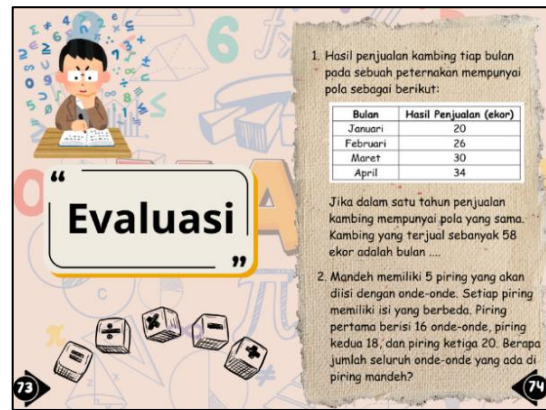 “
Evaluasi
”
73
1. Hasil penjualan kambing tiap bulan
pada sebuah peternakan mempunyai
pola sebagai berikut:
Bulan Hasil Penjualan (ekor)
Januari 20
Februari 26
Maret 30
April 34
Jika dalam satu tahun penjualan
kambing mempunyai pola yang sama.
Kambing yang terjual sebanyak 58
ekor adalah bulan ....
2. Mandeh memiliki 5 piring yang akan
diisi dengan onde-onde. Setiap piring
memiliki isi yang berbeda. Piring
pertama berisi 16 onde-onde, piring
kedua 18, dan piring ketiga 20. Berapa
jumlah seluruh onde-onde yang ada di
piring mandeh?
74